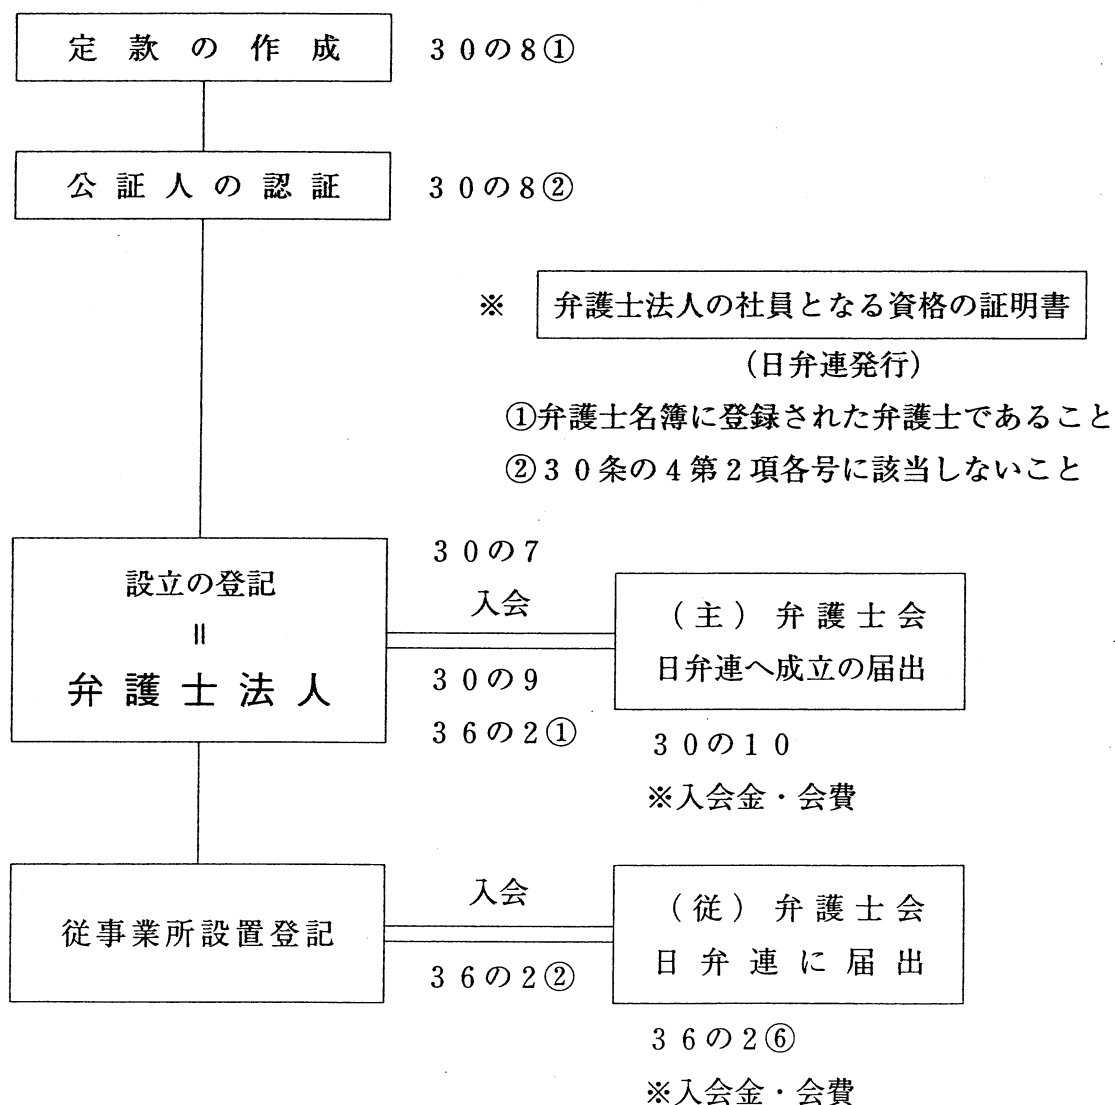 定款の作成
30の8①
公証人の認証
30の8②
※ 弁護士法人の社員となる資格の証明書
(日弁連発行)
①弁護士名簿に登録された弁護士であること
②30条の4第2項各号に該当しないこと
設立の登記
=
弁護士法人
30の7
入会
30の9
36の2①
(主)弁護士会
日弁連へ成立の届出
30の10
※入会金・会費
従事業所設置登記
入会
36の2②
(従)弁護士会
日弁連に届出
36の2⑥
※入会金・会費